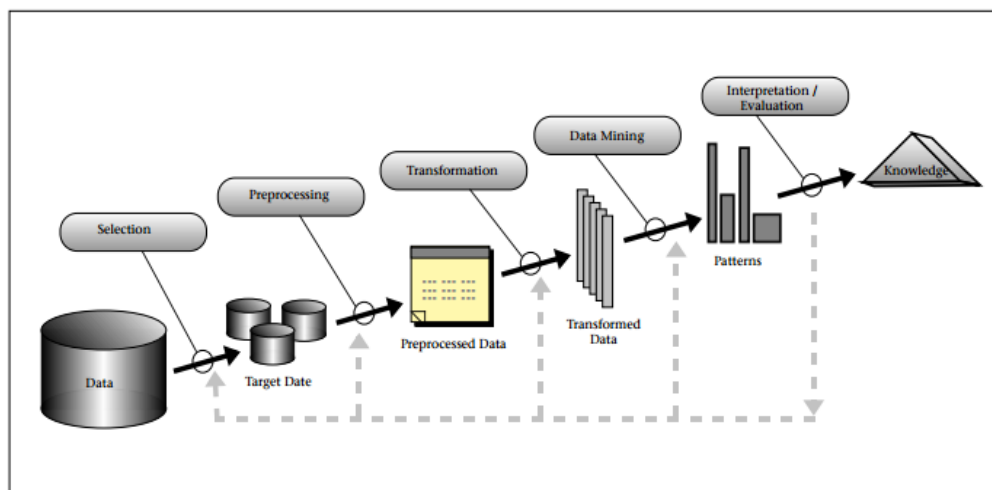 Interpretation /
Evaluation
Data Mining
Transformation
Preprocessing
Selection
Knowledge
Patterns
Transformed
Data
Preprocessed Data
Target Date
Data